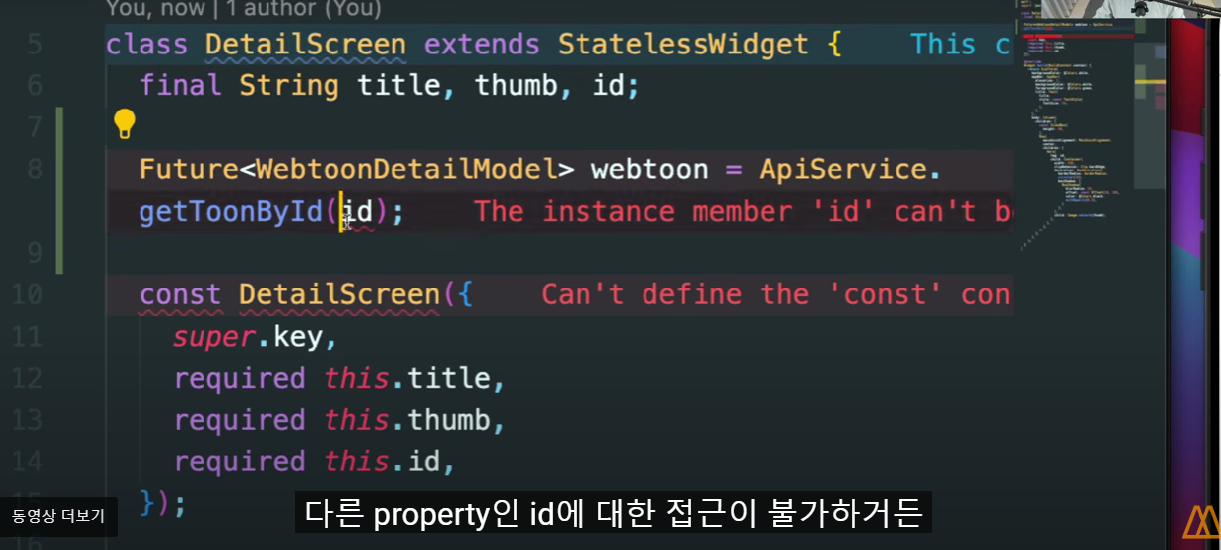 You, now | 1 author (You)
5 class DetailScreen extends StatelessWidget { This c
6 final String title, thumb, id;
7
8 Future<WebtoonDetailModel> webtoon = ApiService.
getToonById(id); The instance member 'id' can't b
9
10 const DetailScreen({ Can't define the 'const' con
11 super.key,
12 required this.title,
13 required this.thumb,
14 required this.id,
15 });
16
동영상 더보기
다른 property인 id에 대한 접근이 불가하거든